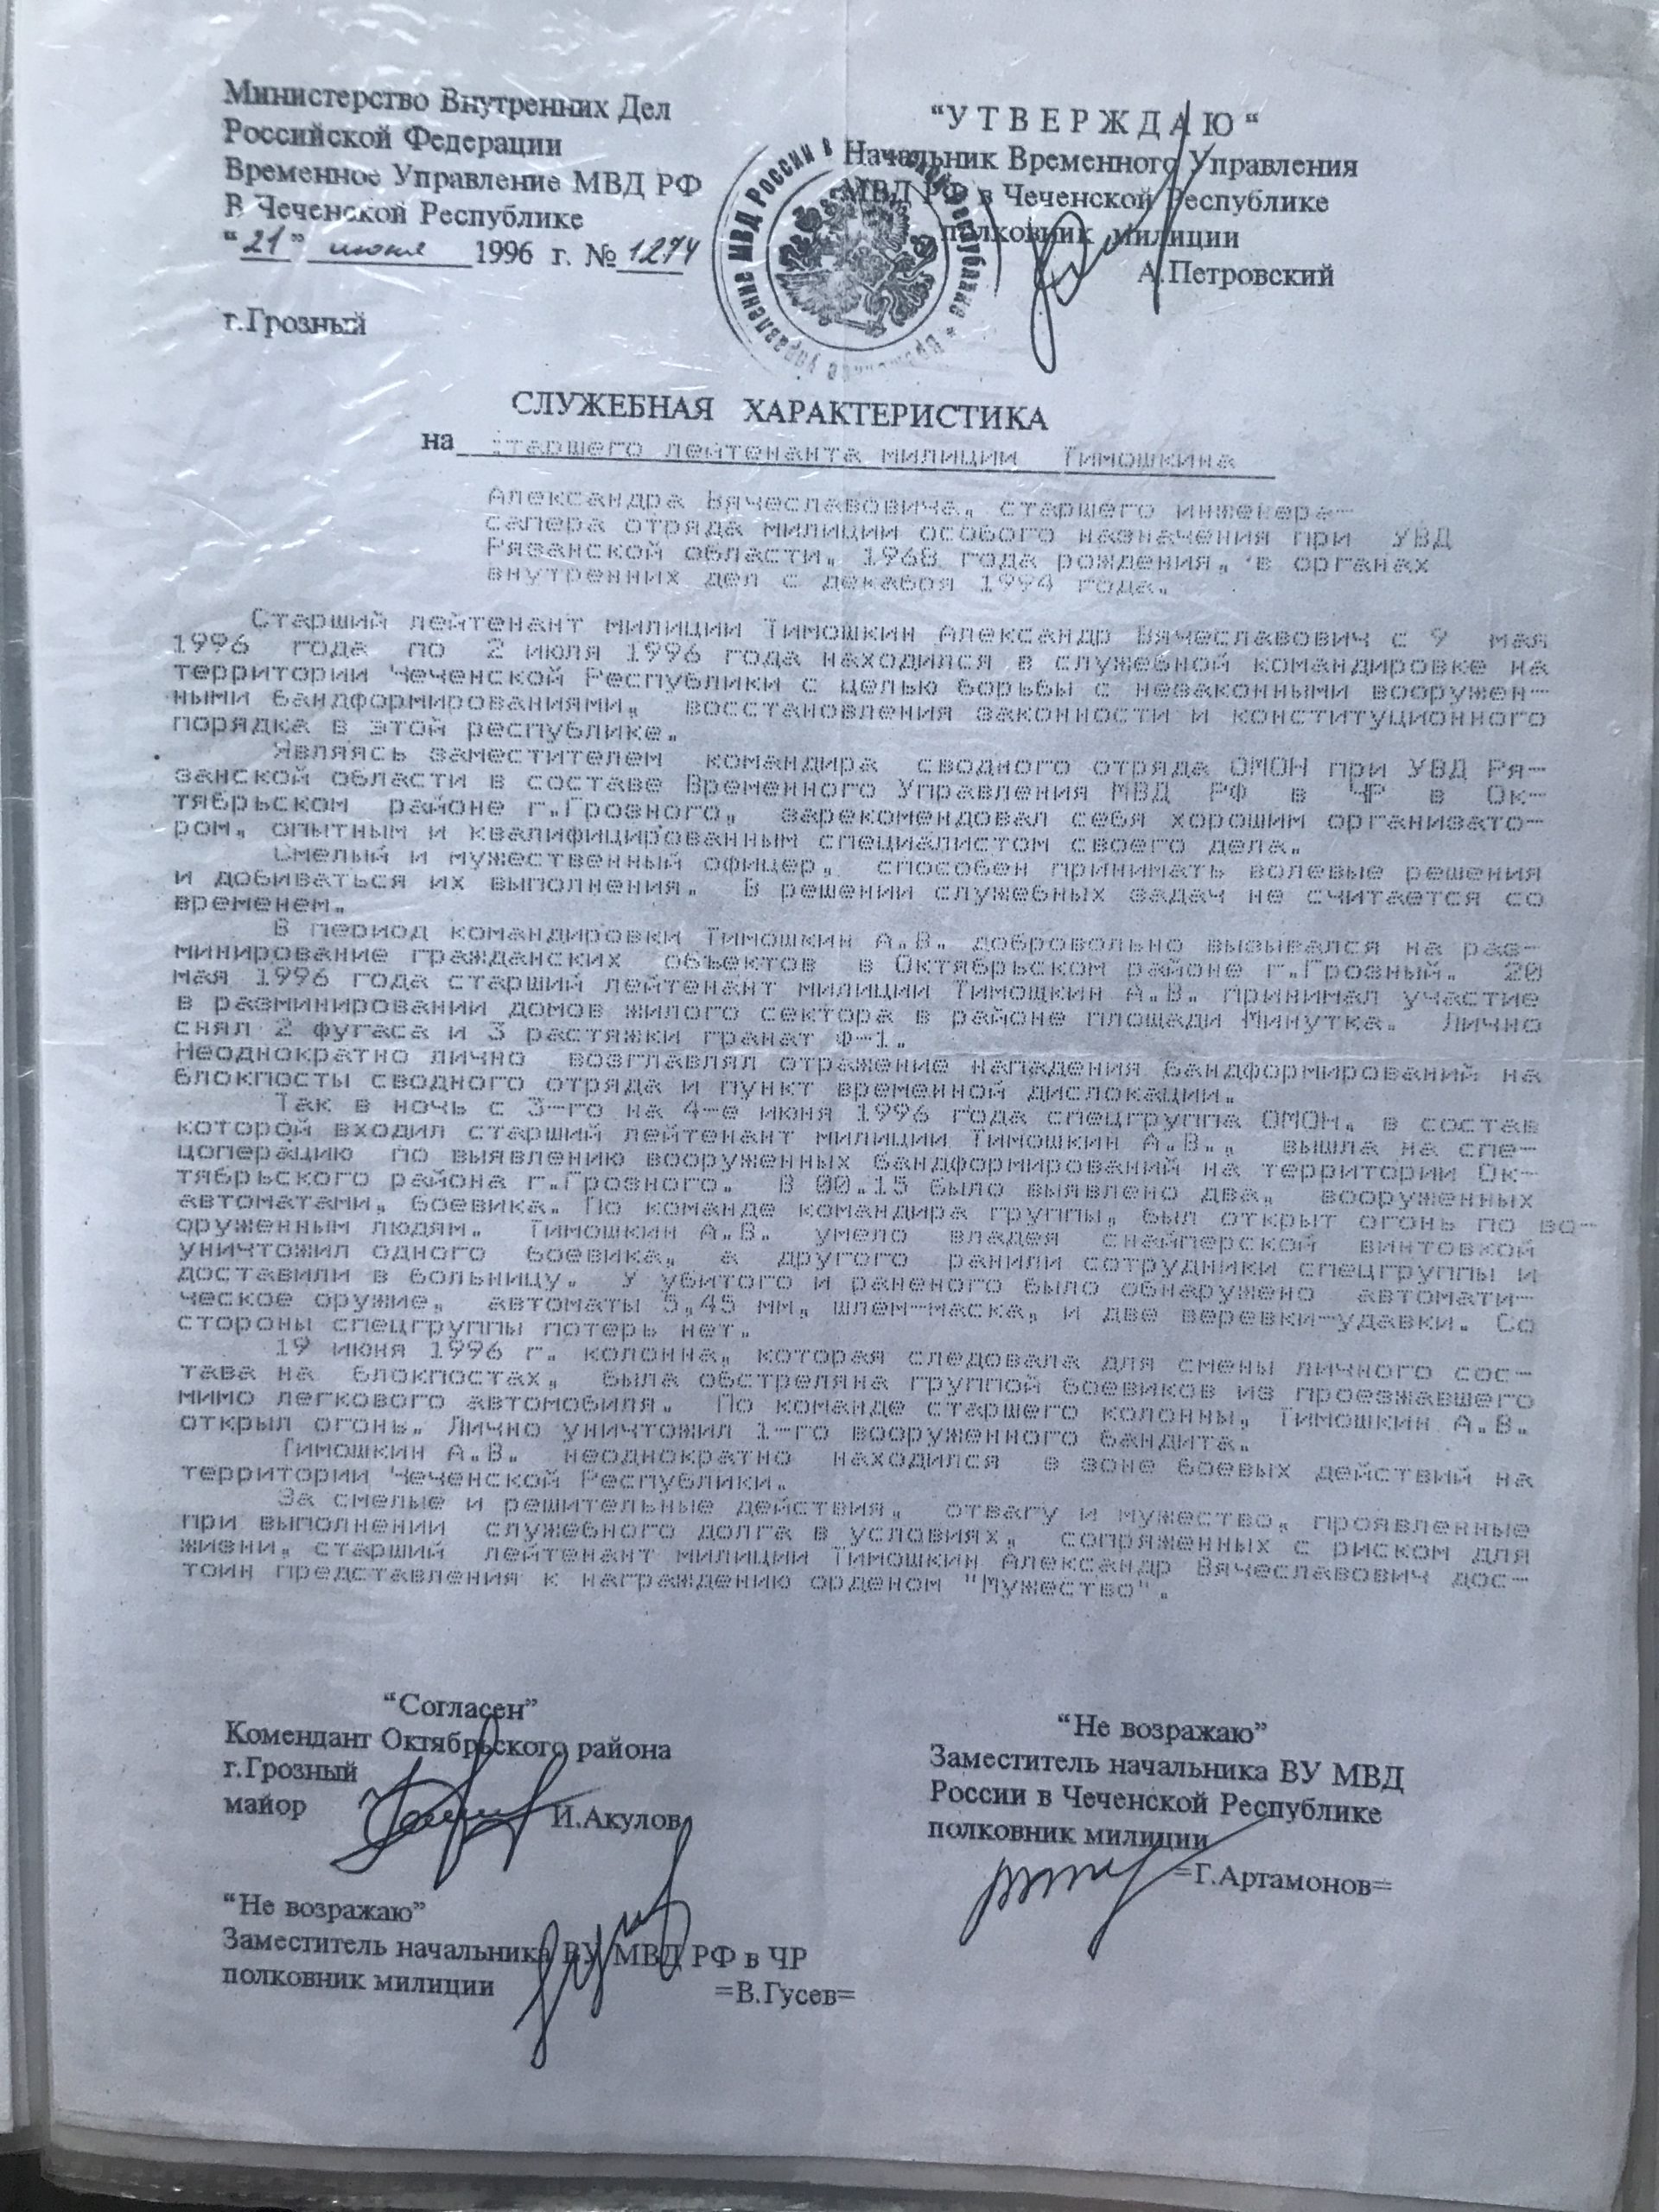 Министерство Внутренних Дел
Российской Федерации
Временное Управление МВД РФ
В Чеченской Республике
“21” июня 1996 г. № 1274
г.Грозный
“У Т В Е Р Ж Д А Ю“
Начальник Временного Управления
МВД РФ в Чеченской Республике
полковник милиции
А.Петровский
управление МВД России в
СЛУЖЕБНАЯ ХАРАКТЕРИСТИКА
на старшего лейтенанта милиции Тимошкина
Александра Вячеславовича, старшего инженера-
сапера отряда милиции особого назначения при УВД
Рязанской области, 1968 года рождения, в органах
внутренних дел с декабря 1994 года.
Старший лейтенант милиции Тимошкин Александр Вячеславович с 9 мая
1996 года по 2 июля 1996 года находился в служебной командировке на
территории Чеченской Республики с целью борьбы с незаконными вооружен-
ными бандформированиями, восстановления законности и конституционного
порядка в этой республике.
Являясь заместителем командира сводного отряда ОМОН при УВД Ря-
занской области в составе Временного Управления МВД РФ в ЧР в Ок-
тябрьском районе г.Грозного, зарекомендовал себя хорошим организато-
ром, опытным и квалифицированным специалистом своего дела.
Смелый и мужественный офицер, способен принимать волевые решения
и добиваться их выполнения. В решении служебных задач не считается со
временем.
В период командировки Тимошкин А.В. добровольно вызывался на раз-
минирование гражданских объектов в Октябрьском районе г.Грозный. 20
мая 1996 года старший лейтенант милиции Тимошкин А.В. принимал участие
в разминировании домов жилого сектора в районе площади Минутка. Лично
снял 2 фугаса и 3 растяжки гранат Ф-1.
Неоднократно лично возглавлял отражение нападения бандформирований на
блокпосты сводного отряда и пункт временной дислокации.
Так в ночь с 3-го на 4-е июня 1996 года спецгруппа ОМОН, в состав
которой входил старший лейтенант милиции Тимошкин А.В., вышла на спе-
цоперацию по выявлению вооруженных бандформирований на территории Ок-
тябрьского района г.Грозного. В 00.15 было выявлено два, вооруженных
автоматами, боевика. По команде командира группы, был открыт огонь по во-
оруженным людям. Тимошкин А.В. умело владея снайперской винтовкой
уничтожил одного боевика, а другого ранили сотрудники спецгруппы и
доставили в больницу. У убитого и раненого было обнаружено автомати-
ческое оружие, автоматы 5,45 мм, шлем-маска, и две веревки-удавки. Со
стороны спецгруппы потерь нет.
19 июня 1996 г. колонна, которая следовала для смены личного сос-
тава на блокпостах, была обстреляна группой боевиков из проезжавшего
мимо легкового автомобиля. По команде старшего колонны, Тимошкин А.В.
открыл огонь. Лично уничтожил 1-го вооруженного бандита.
Тимошкин А.В. неоднократно находился в зоне боевых действий на
территории Чеченской Республики.
За смелые и решительные действия, отвагу и мужество, проявленные
при выполнении служебного долга в условиях, сопряженных с риском для
жизни, старший лейтенант милиции Тимошкин Александр Вячеславович дос-
тоин представления к награждению орденом "Мужество".
“Согласен”
Комендант Октябрьского района
г.Грозный
майор И.Акулов
“Не возражаю”
Заместитель начальника ВУ МВД
России в Чеченской Республике
полковник милиции
=Г.Артамонов=
“Не возражаю”
Заместитель начальника ВУ МВД РФ в ЧР
полковник милиции =В.Гусев=